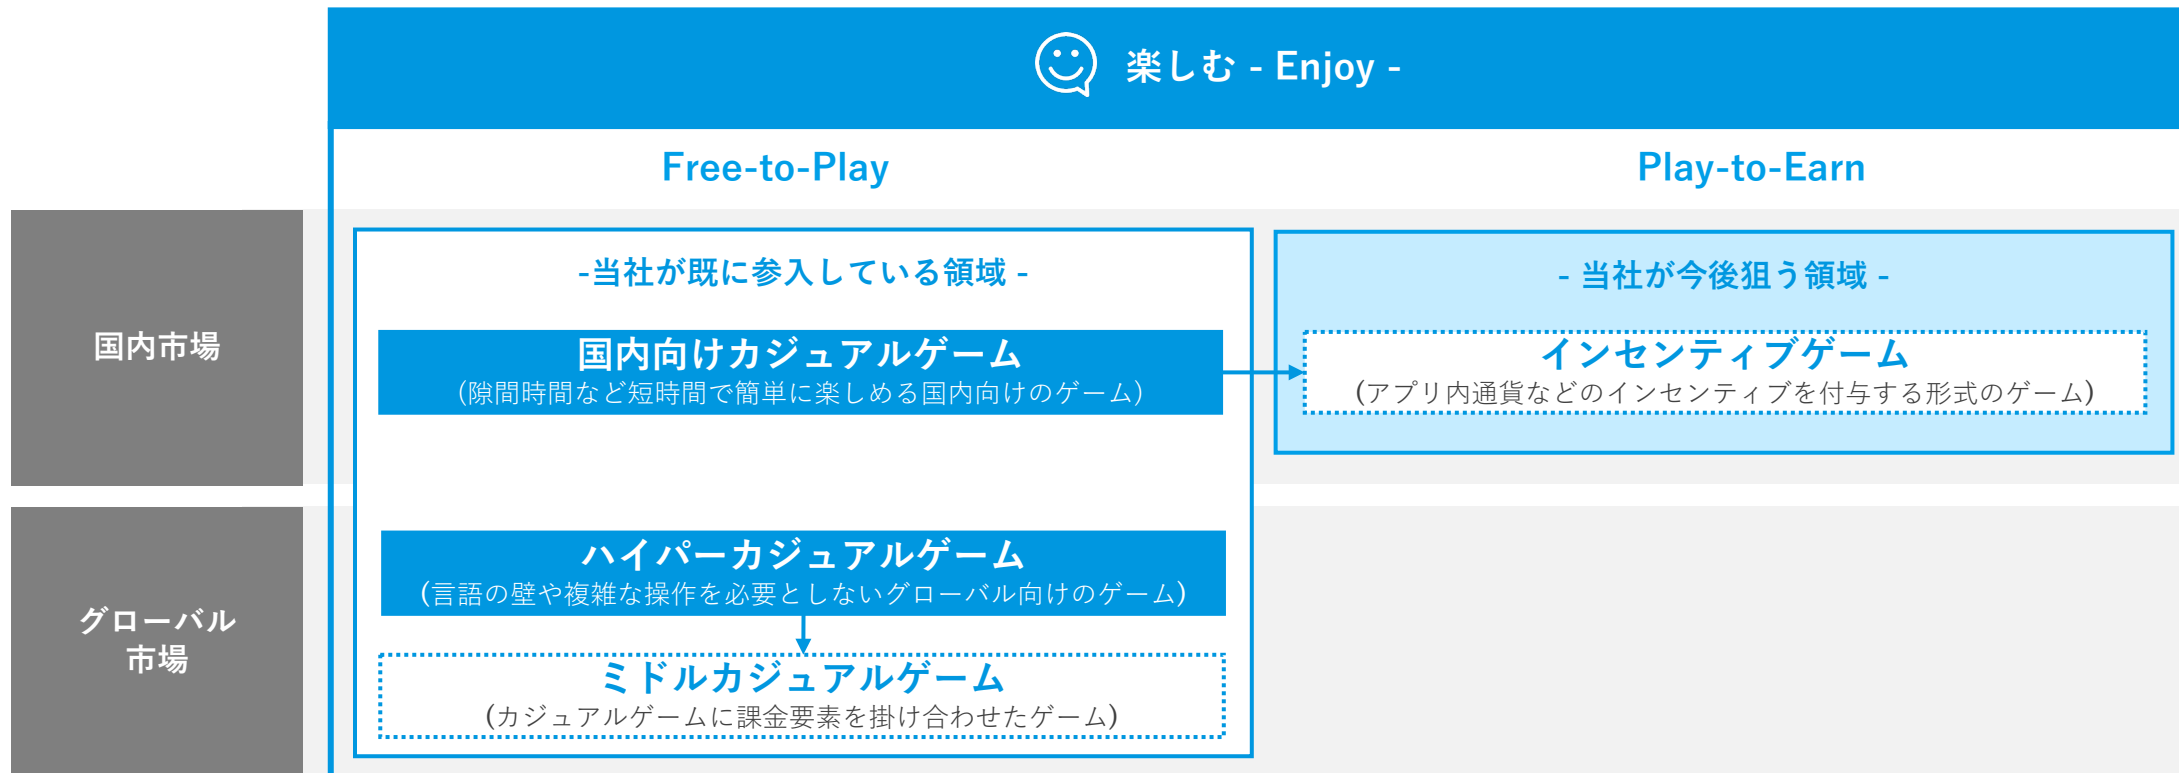 楽しむ - Enjoy -
Free-to-Play
Play-to-Earn
国内市場
-当社が既に参入している領域 -
国内向けカジュアルゲーム
(隙間時間など短時間で簡単に楽しめる国内向けのゲーム)
- 当社が今後狙う領域 -
インセンティブゲーム
(アプリ内通貨などのインセンティブを付与する形式のゲーム)
グローバル
市場
ハイパーカジュアルゲーム
(言語の壁や複雑な操作を必要としないグローバル向けのゲーム)
ミドルカジュアルゲーム
(カジュアルゲームに課金要素を掛け合わせたゲーム)